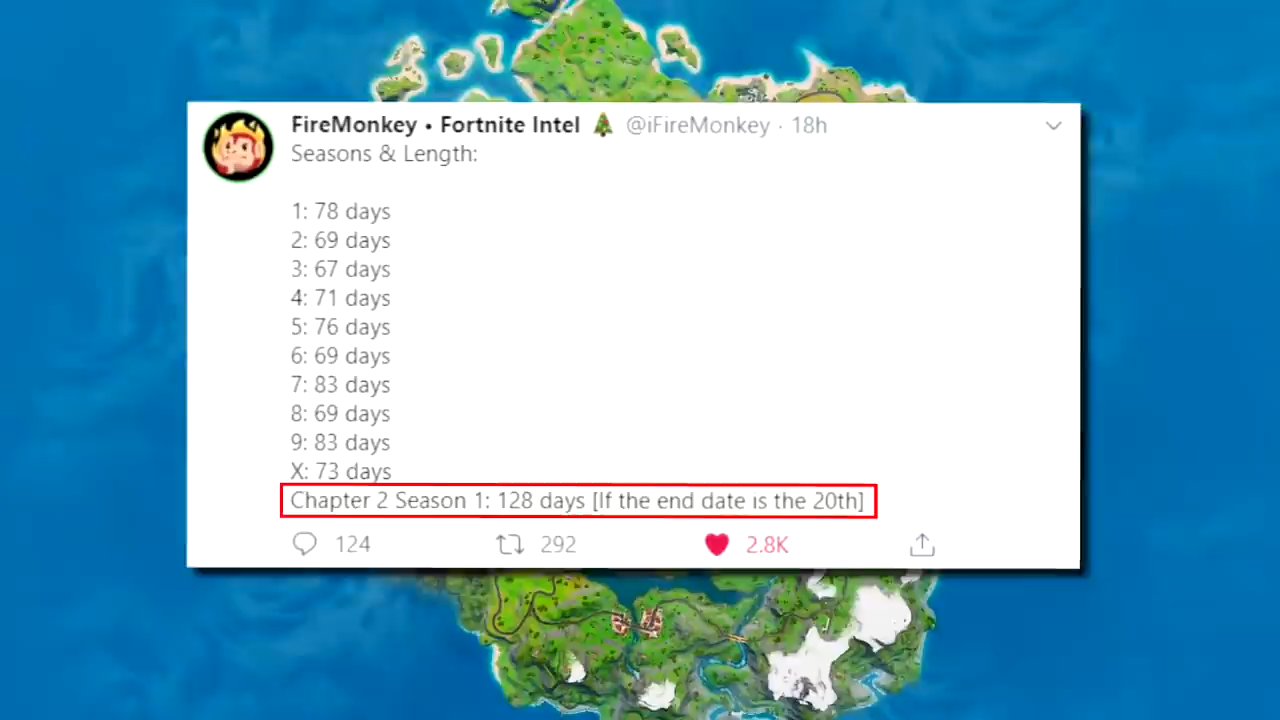 FireMonkey • Fortnite Intel 🎄 @iFireMonkey · 18h
Seasons & Length:
1: 78 days
2: 69 days
3: 67 days
4: 71 days
5: 76 days
6: 69 days
7: 83 days
8: 69 days
9: 83 days
X: 73 days
Chapter 2 Season 1: 128 days [If the end date is the 20th]
124 292 2.8K